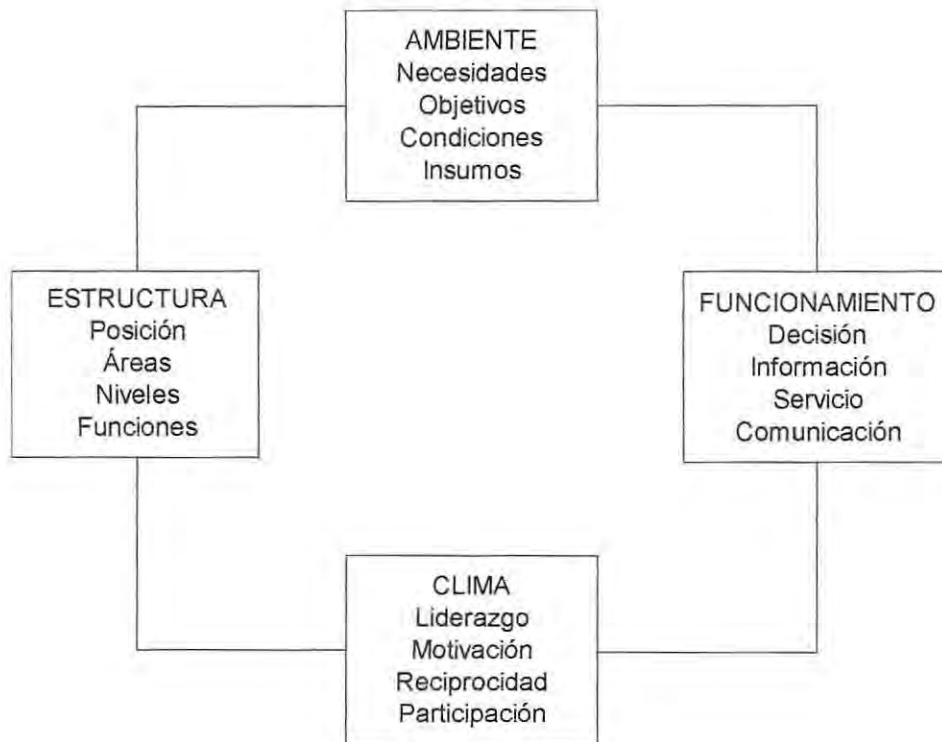 AMBIENTE
Necesidades
Objetivos
Condiciones
Insumos
ESTRUCTURA
Posición
Áreas
Niveles
Funciones
FUNCIONAMIENTO
Decisión
Información
Servicio
Comunicación
CLIMA
Liderazgo
Motivación
Reciprocidad
Participación